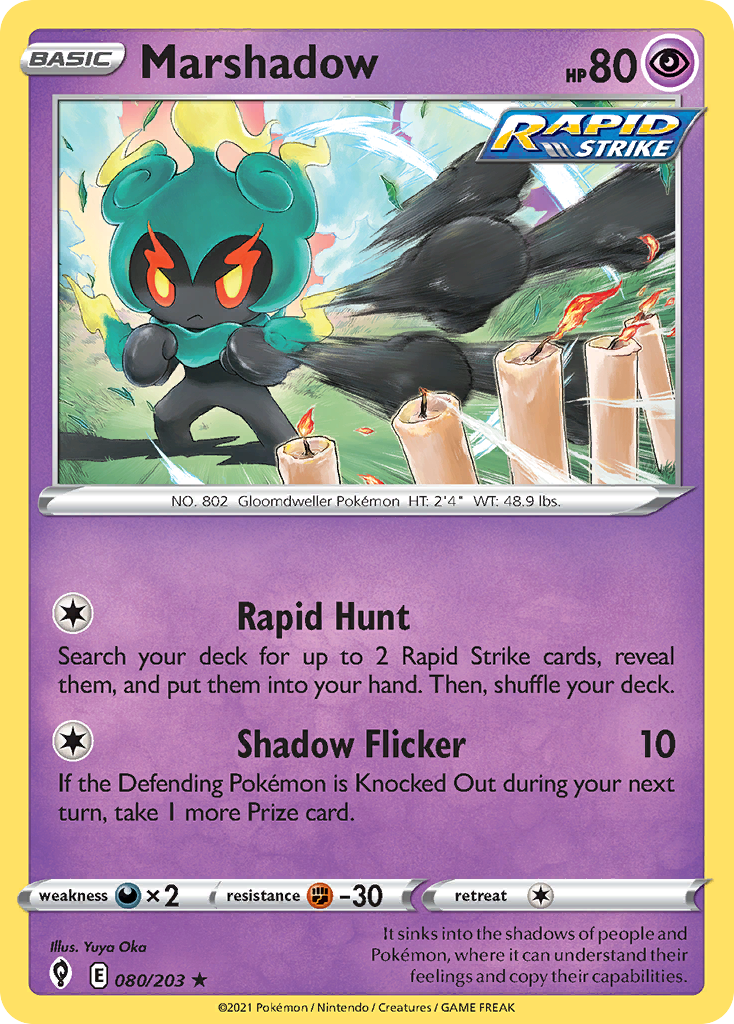 BASIC Marshadow HP 80
RAPID
STRIKE
NO. 802 Gloomdweller Pokémon HT: 2'4" WT: 48.9 lbs.
Rapid Hunt
Search your deck for up to 2 Rapid Strike cards, reveal
them, and put them into your hand. Then, shuffle your deck.
Shadow Flicker 10
If the Defending Pokémon is Knocked Out during your next
turn, take 1 more Prize card.
weakness ×2 resistance -30 retreat
Illus. Yuya Oka
E 080/203 ★
It sinks into the shadows of people and
Pokémon, where it can understand their
feelings and copy their capabilities.
©2021 Pokémon / Nintendo / Creatures / GAME FREAK